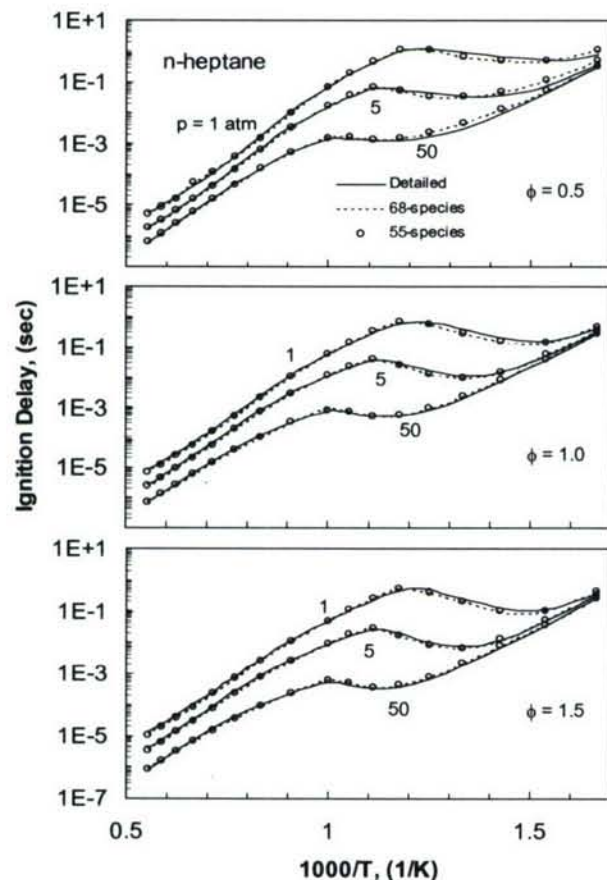 1E+1
n-heptane
1E-1
p = 1 atm
5
1E-3
50
Detailed
68-species
55-species
1E-5
ϕ = 0.5
1E+1
1E-1
1
5
1E-3
50
1E-5
ϕ = 1.0
1E+1
1E-1
1
5
1E-3
50
1E-5
ϕ = 1.5
1E-7
0.5
1
1.5
1000/T, (1/K)
Ignition Delay, (sec)